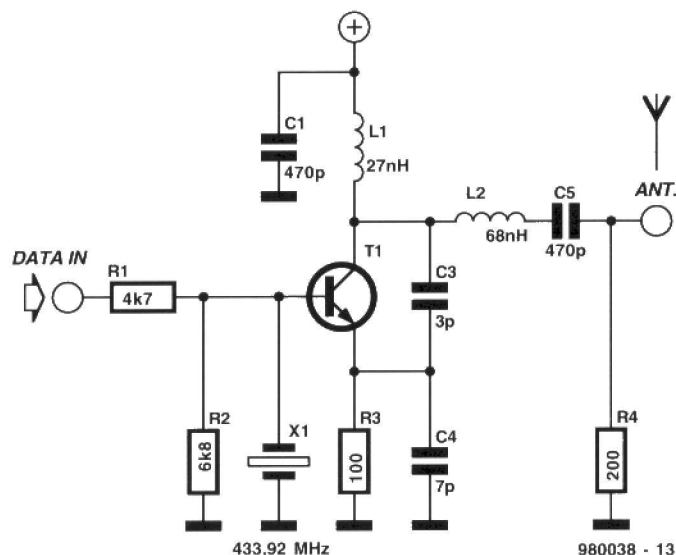 C1
470p
L1
27nH
L2
68nH
C5
470p
ANT.
DATA IN
R1
4k7
T1
C3
3p
R2
6k8
X1
433.92 MHz
R3
100
C4
7p
R4
200
980038 - 13